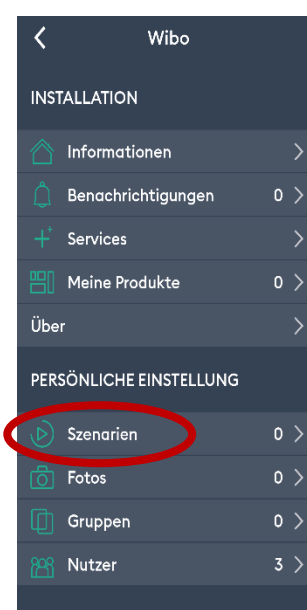 Wibo
INSTALLATION
Informationen
Benachrichtigungen 0
Services
Meine Produkte 0
Über
PERSÖNLICHE EINSTELLUNG
Szenarien 0
Fotos 0
Gruppen 0
Nutzer 3